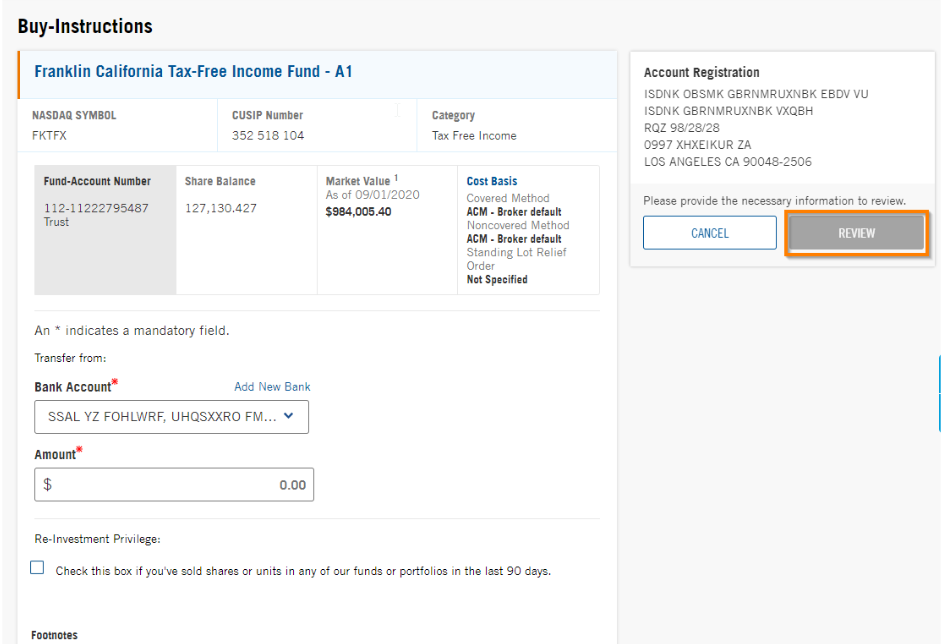 Buy-Instructions
Franklin California Tax-Free Income Fund - A1
NASDAQ SYMBOL
FKTFX
CUSIP Number
352 518 104
Category
Tax Free Income
Fund-Account Number
112-11222795487
Trust
Share Balance
127,130.427
Market Value 1
As of 09/01/2020
$984,005.40
Cost Basis
Covered Method
ACM - Broker default
Noncovered Method
ACM - Broker default
Standing Lot Relief
Order
Not Specified
An * indicates a mandatory field.
Transfer from:
Bank Account*
Add New Bank
SSAL YZ FOHLWRF, UHQSXXRO FM...
Amount*
$ 0.00
Re-Investment Privilege:
Check this box if you've sold shares or units in any of our funds or portfolios in the last 90 days.
Footnotes
Account Registration
ISDNK OBSMK GBRNMRUXNBK EBDV VU
ISDNK GBRNMRUXNBK VXQBH
RQZ 98/28/28
0997 XHXEIKUR ZA
LOS ANGELES CA 90048-2506
Please provide the necessary information to review.
CANCEL
REVIEW